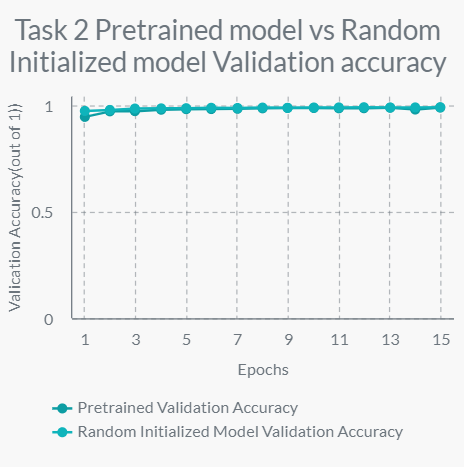 Task 2 Pretrained model vs Random
Initialized model Validation accuracy
Valication Accuracy(out of 1))
1
0.5
0
1 3 5 7 9 11 13 15
Epochs
Pretrained Validation Accuracy
Random Initialized Model Validation Accuracy